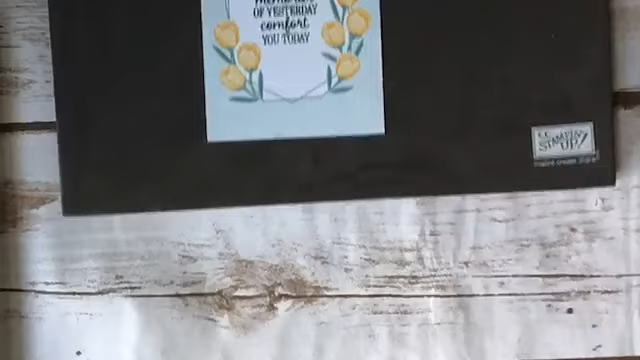 OF YESTERDAY
comfort
YOU TODAY
STAMPIN'
UP!